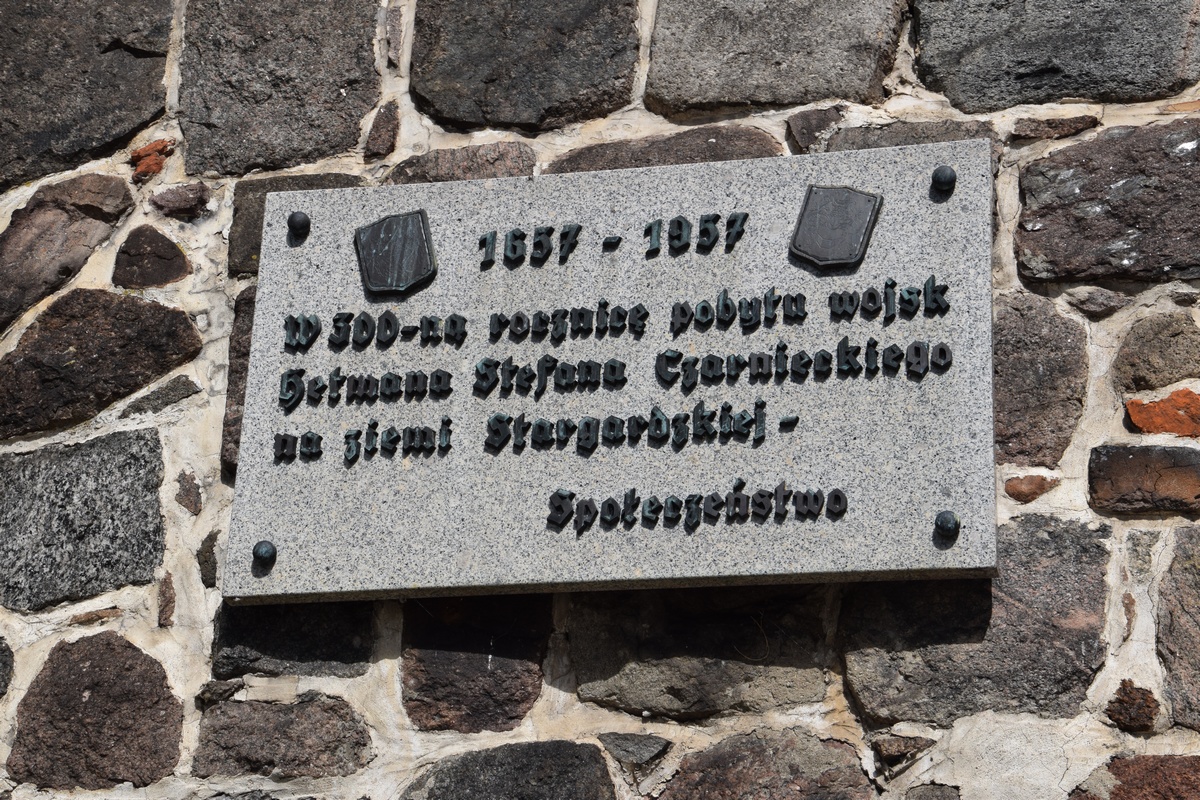 1657 - 1957
W 300-ną rocznicę pobytu wojsk
Hetmana Stefana Czarnieckiego
na ziemi Stargardzkiej -
Społeczeństwo